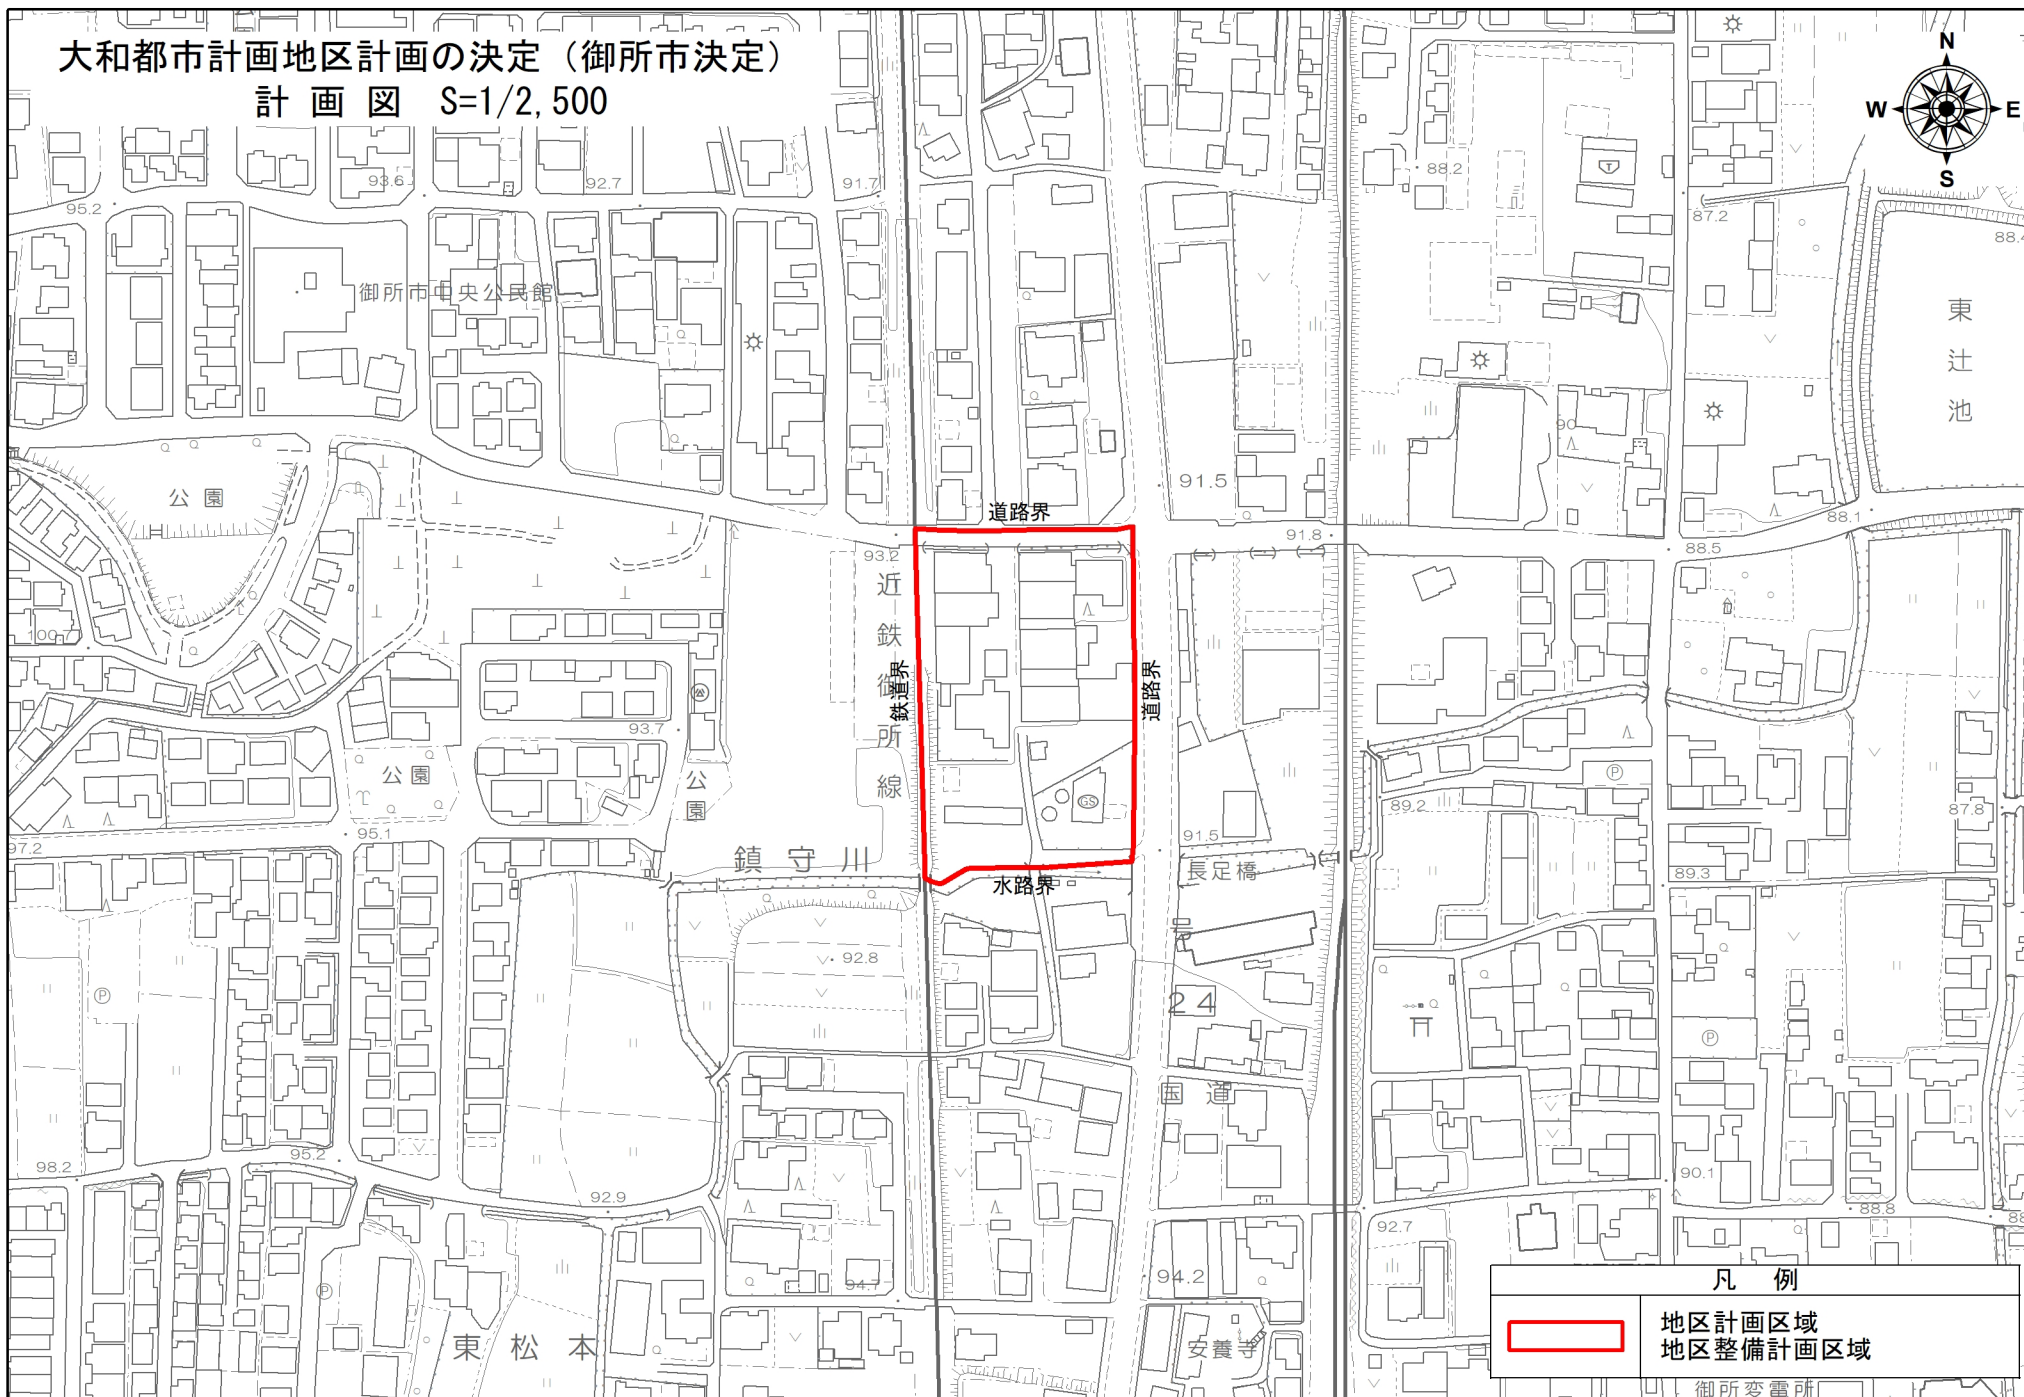 大和都市計画地区計画の決定（御所市決定）
計画図 S=1/2,500
N
W
E
S
93.6
92.7
91.7
95.2
88.2
87.2
88.4
御所市中央公民館
東辻池
公園
91.5
道路界
90
88.1
91.8
88.5
93.2
近鉄御所線
鉄道界
道路界
100.7
93.7
公園
公園
GS
P
89.2
87.8
95.1
97.2
91.5
鎮守川
水路界
長足橋
89.3
P
92.8
号
24
P
国道
98.2
95.2
92.9
90.1
88.8
92.7
94.7
94.2
P
東松本
安養寺
凡例
地区計画区域
地区整備計画区域
御所変電所